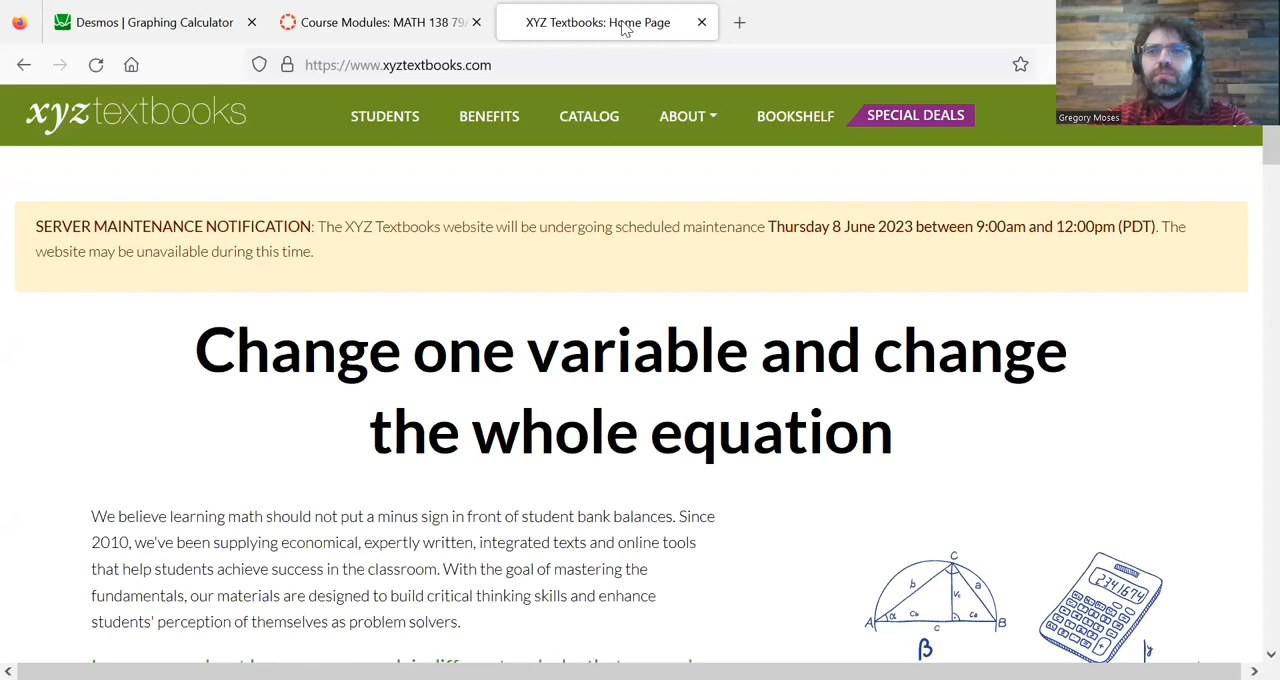 Desmos | Graphing Calculator
Course Modules: MATH 138 79
XYZ Textbooks: Home Page
https://www.xyztextbooks.com
xyztextbooks
STUDENTS BENEFITS CATALOG ABOUT BOOKSHELF SPECIAL DEALS
Gregory Moses
SERVER MAINTENANCE NOTIFICATION: The XYZ Textbooks website will be undergoing scheduled maintenance Thursday 8 June 2023 between 9:00am and 12:00pm (PDT). The
website may be unavailable during this time.
Change one variable and change
the whole equation
We believe learning math should not put a minus sign in front of student bank balances. Since
2010, we've been supplying economical, expertly written, integrated texts and online tools
that help students achieve success in the classroom. With the goal of mastering the
fundamentals, our materials are designed to build critical thinking skills and enhance
students' perception of themselves as problem solvers.
C
b a
A c B
β
234.1674
y